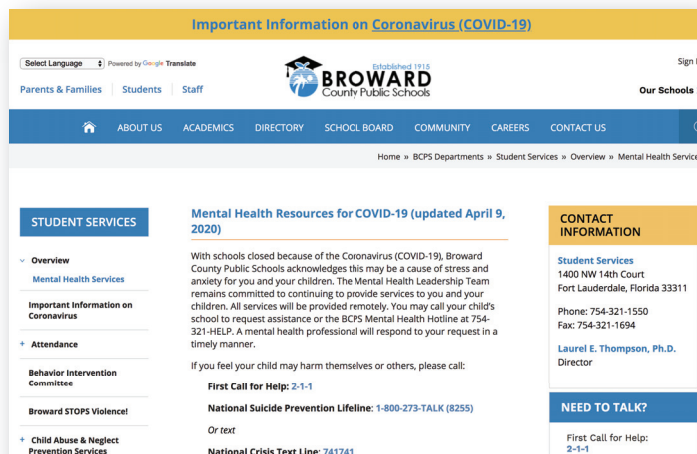 Important Information on Coronavirus (COVID-19)
Select Language
Powered by Google Translate
Sign
Parents & Families
Students
Staff
Established 1915
BROWARD
County Public Schools
Our Schools
ABOUT US
ACADEMICS
DIRECTORY
SCHOOL BOARD
COMMUNITY
CAREERS
CONTACT US
Home » BCPS Departments » Student Services » Overview » Mental Health Service
STUDENT SERVICES
Overview
Mental Health Services
Important Information on
Coronavirus
+ Attendance
Behavior Intervention
Committee
Broward STOPS Violence!
+ Child Abuse & Neglect
Prevention Services
Mental Health Resources for COVID-19 (updated April 9,
2020)
With schools closed because of the Coronavirus (COVID-19), Broward
County Public Schools acknowledges this may be a cause of stress and
anxiety for you and your children. The Mental Health Leadership Team
remains committed to continuing to provide services to you and your
children. All services will be provided remotely. You may call your child's
school to request assistance or the BCPS Mental Health Hotline at 754-
321-HELP. A mental health professional will respond to your request in a
timely manner.
If you feel your child may harm themselves or others, please call:
First Call for Help: 2-1-1
National Suicide Prevention Lifeline: 1-800-273-TALK (8255)
Or text
National Crisis Text Line: 741741
CONTACT
INFORMATION
Student Services
1400 NW 14th Court
Fort Lauderdale, Florida 33311
Phone: 754-321-1550
Fax: 754-321-1694
Laurel E. Thompson, Ph.D.
Director
NEED TO TALK?
First Call for Help:
2-1-1